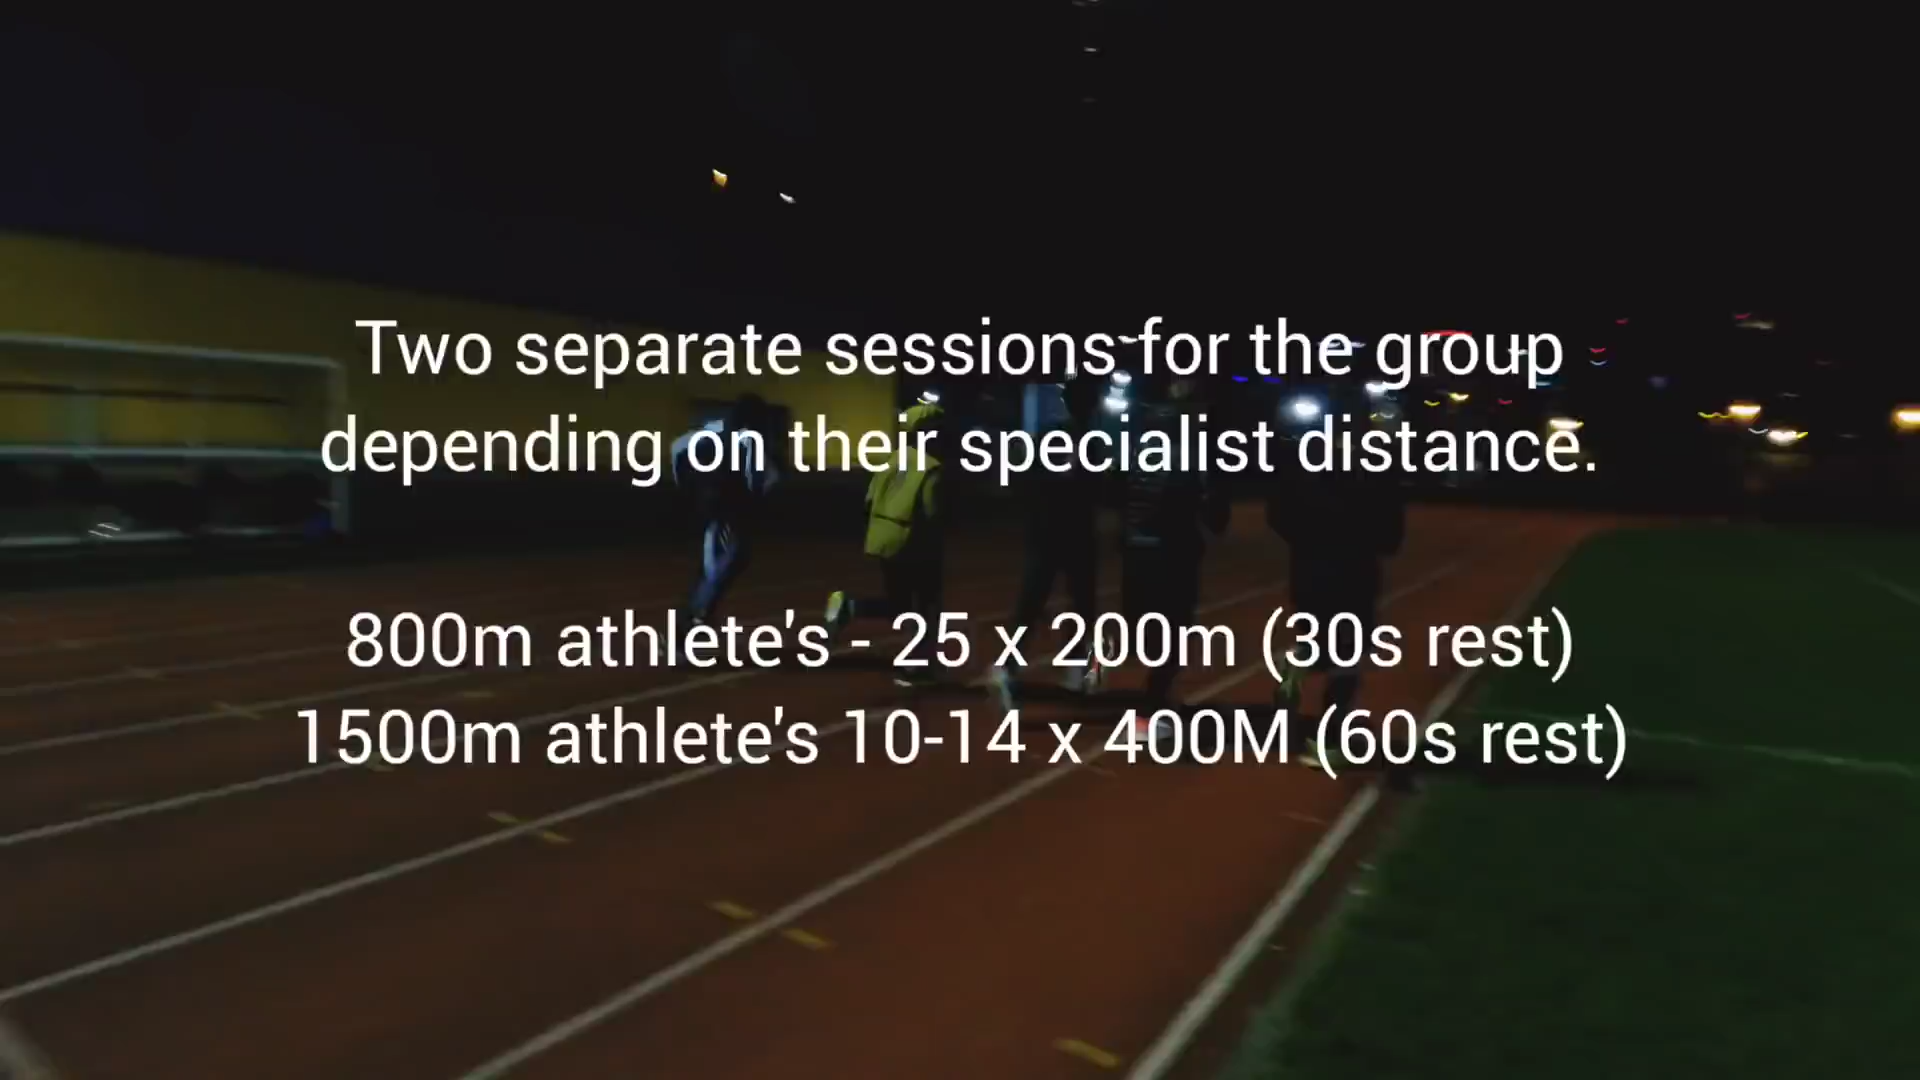 Two separate sessions for the group
depending on their specialist distance.
800m athlete's - 25 x 200m (30s rest)
1500m athlete's 10-14 x 400M (60s rest)